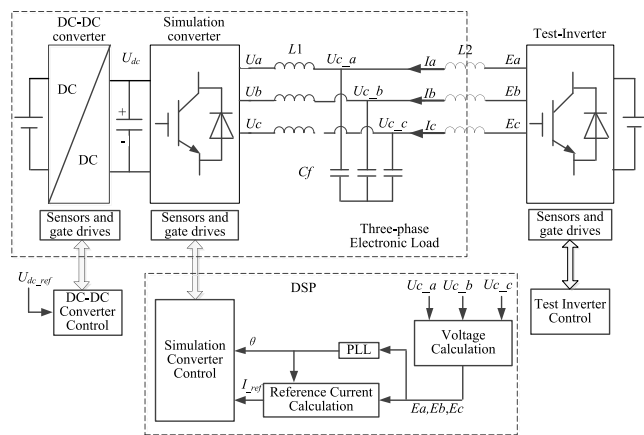 DC-DC
converter
Simulation
converter
L1
L2
Test-Inverter
U_dc
Ua
Uc_a
Ia
Ea
DC
Ub
Uc_b
Ib
Eb
+
-
Uc
Uc_c
Ic
Ec
DC
Cf
Sensors and
gate drives
Sensors and
gate drives
Three-phase
Electronic Load
Sensors and
gate drives
U_dc_ref
DC-DC
Converter
Control
DSP
Uc_a Uc_b Uc_c
Test Inverter
Control
Simulation
Converter
Control
θ
PLL
Voltage
Calculation
I_ref
Reference Current
Calculation
Ea,Eb,Ec